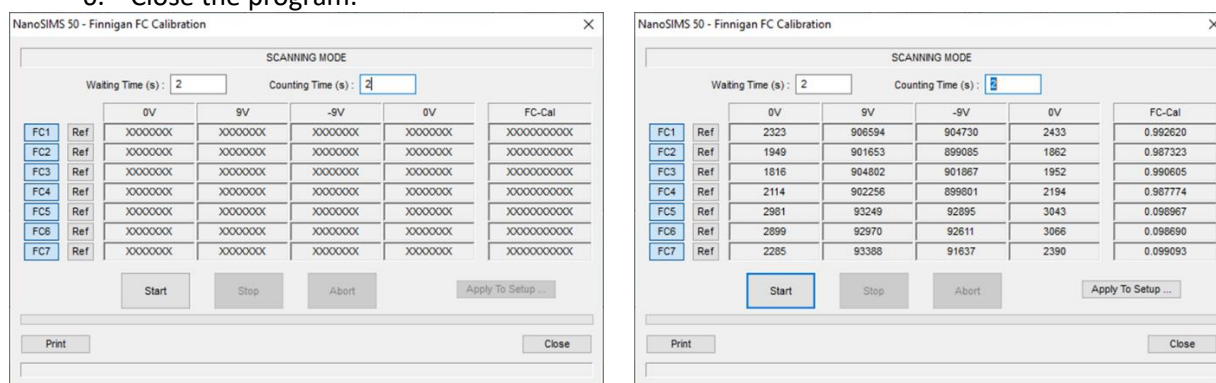 6. Close the program.
NanoSIMS 50 - Finnigan FC Calibration
SCANNING MODE
Waiting Time (s) : 2 Counting Time (s) : 2
0V 9V -9V 0V FC-Cal
FC1 Ref XXXXXXX XXXXXXX XXXXXXX XXXXXXX XXXXXXXXXX
FC2 Ref XXXXXXX XXXXXXX XXXXXXX XXXXXXX XXXXXXXXXX
FC3 Ref XXXXXXX XXXXXXX XXXXXXX XXXXXXX XXXXXXXXXX
FC4 Ref XXXXXXX XXXXXXX XXXXXXX XXXXXXX XXXXXXXXXX
FC5 Ref XXXXXXX XXXXXXX XXXXXXX XXXXXXX XXXXXXXXXX
FC6 Ref XXXXXXX XXXXXXX XXXXXXX XXXXXXX XXXXXXXXXX
FC7 Ref XXXXXXX XXXXXXX XXXXXXX XXXXXXX XXXXXXXXXX
Start Stop Abort Apply To Setup ...
Print Close
NanoSIMS 50 - Finnigan FC Calibration
SCANNING MODE
Waiting Time (s) : 2 Counting Time (s) : 2
0V 9V -9V 0V FC-Cal
FC1 Ref 2323 906594 904730 2433 0.992620
FC2 Ref 1949 901653 899085 1862 0.987323
FC3 Ref 1816 904802 901867 1952 0.990605
FC4 Ref 2114 902256 899801 2194 0.987774
FC5 Ref 2981 93249 92895 3043 0.098967
FC6 Ref 2899 92970 92611 3066 0.098690
FC7 Ref 2285 93388 91637 2390 0.099093
Start Stop Abort Apply To Setup ...
Print Close